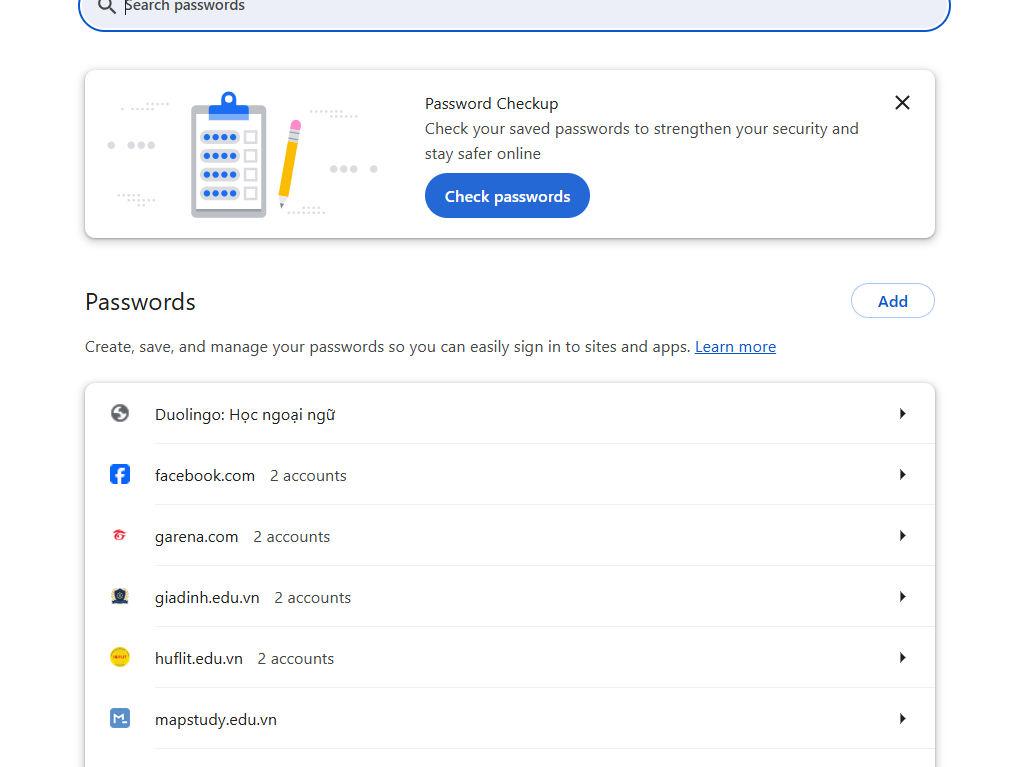 Search passwords
Password Checkup
Check your saved passwords to strengthen your security and
stay safer online
Check passwords
Passwords
Add
Create, save, and manage your passwords so you can easily sign in to sites and apps. Learn more
Duolingo: Học ngoại ngữ
facebook.com 2 accounts
garena.com 2 accounts
giadinh.edu.vn 2 accounts
huflit.edu.vn 2 accounts
mapstudy.edu.vn